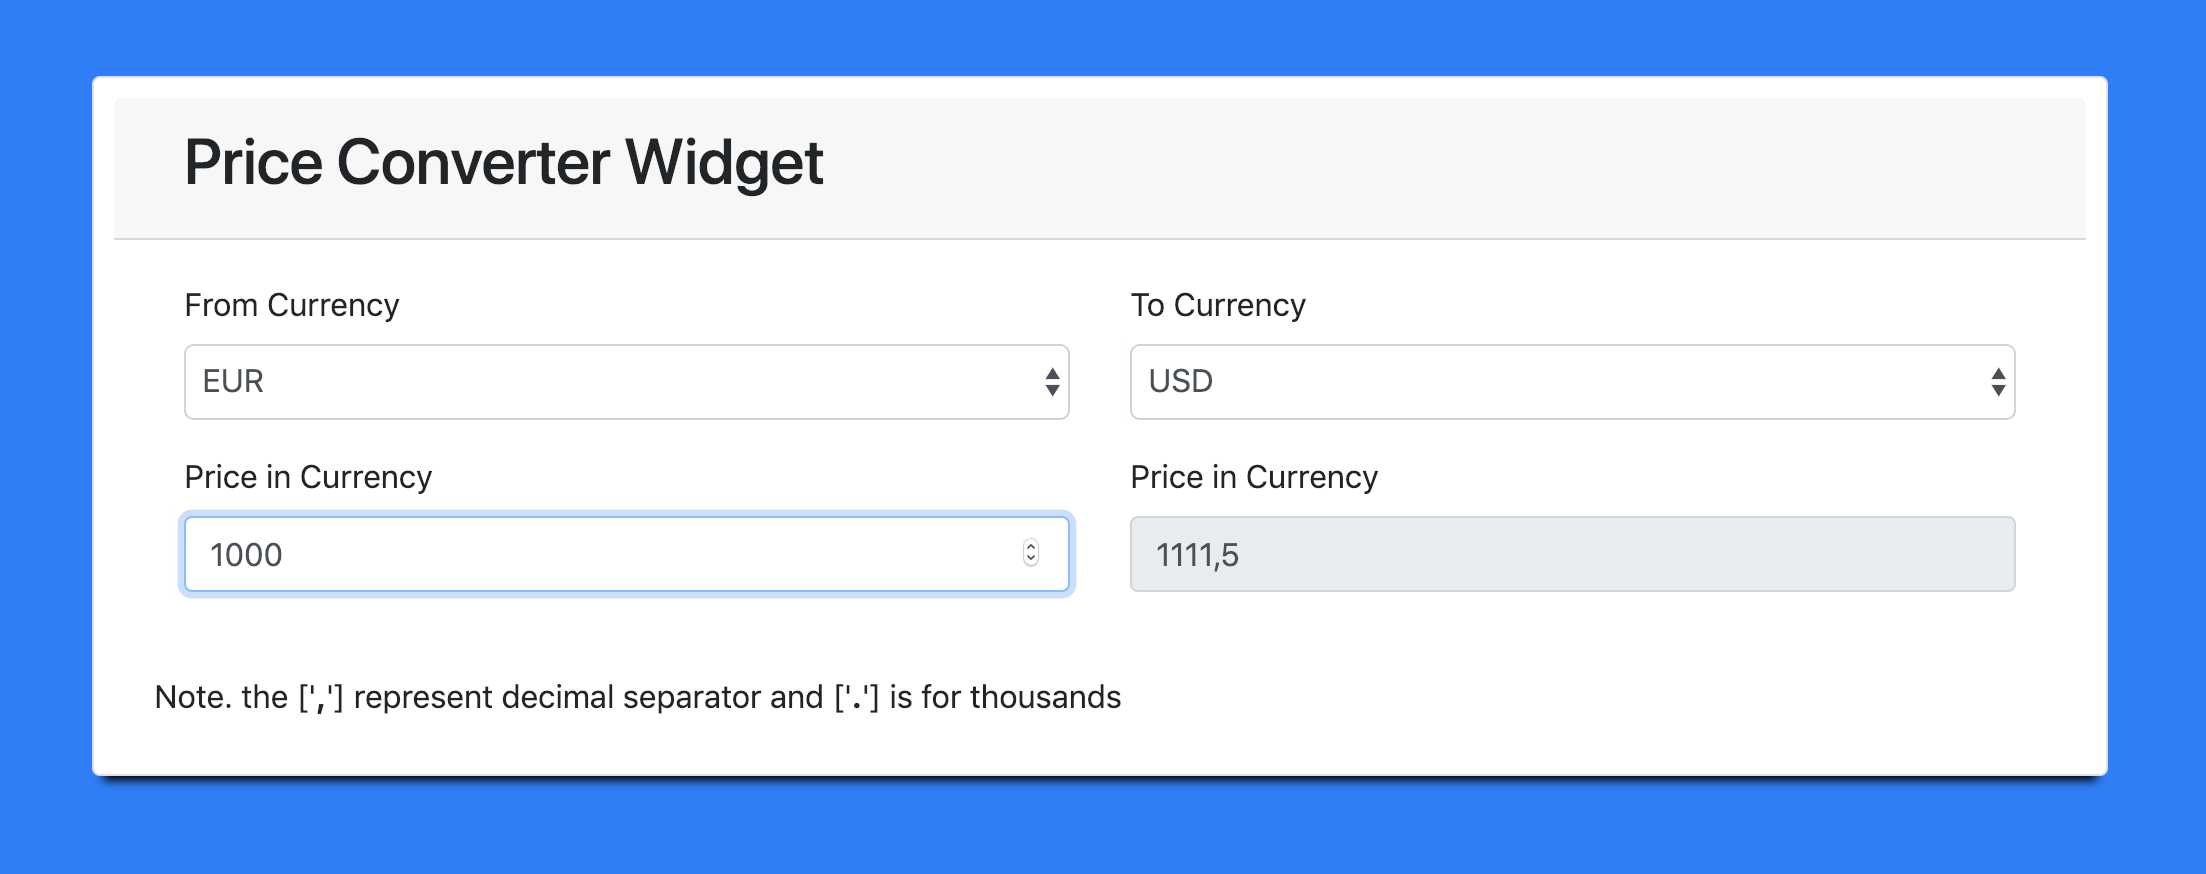 Price Converter Widget
From Currency
To Currency
EUR
USD
Price in Currency
Price in Currency
1000
1111,5
Note. the [','] represent decimal separator and ['.'] is for thousands